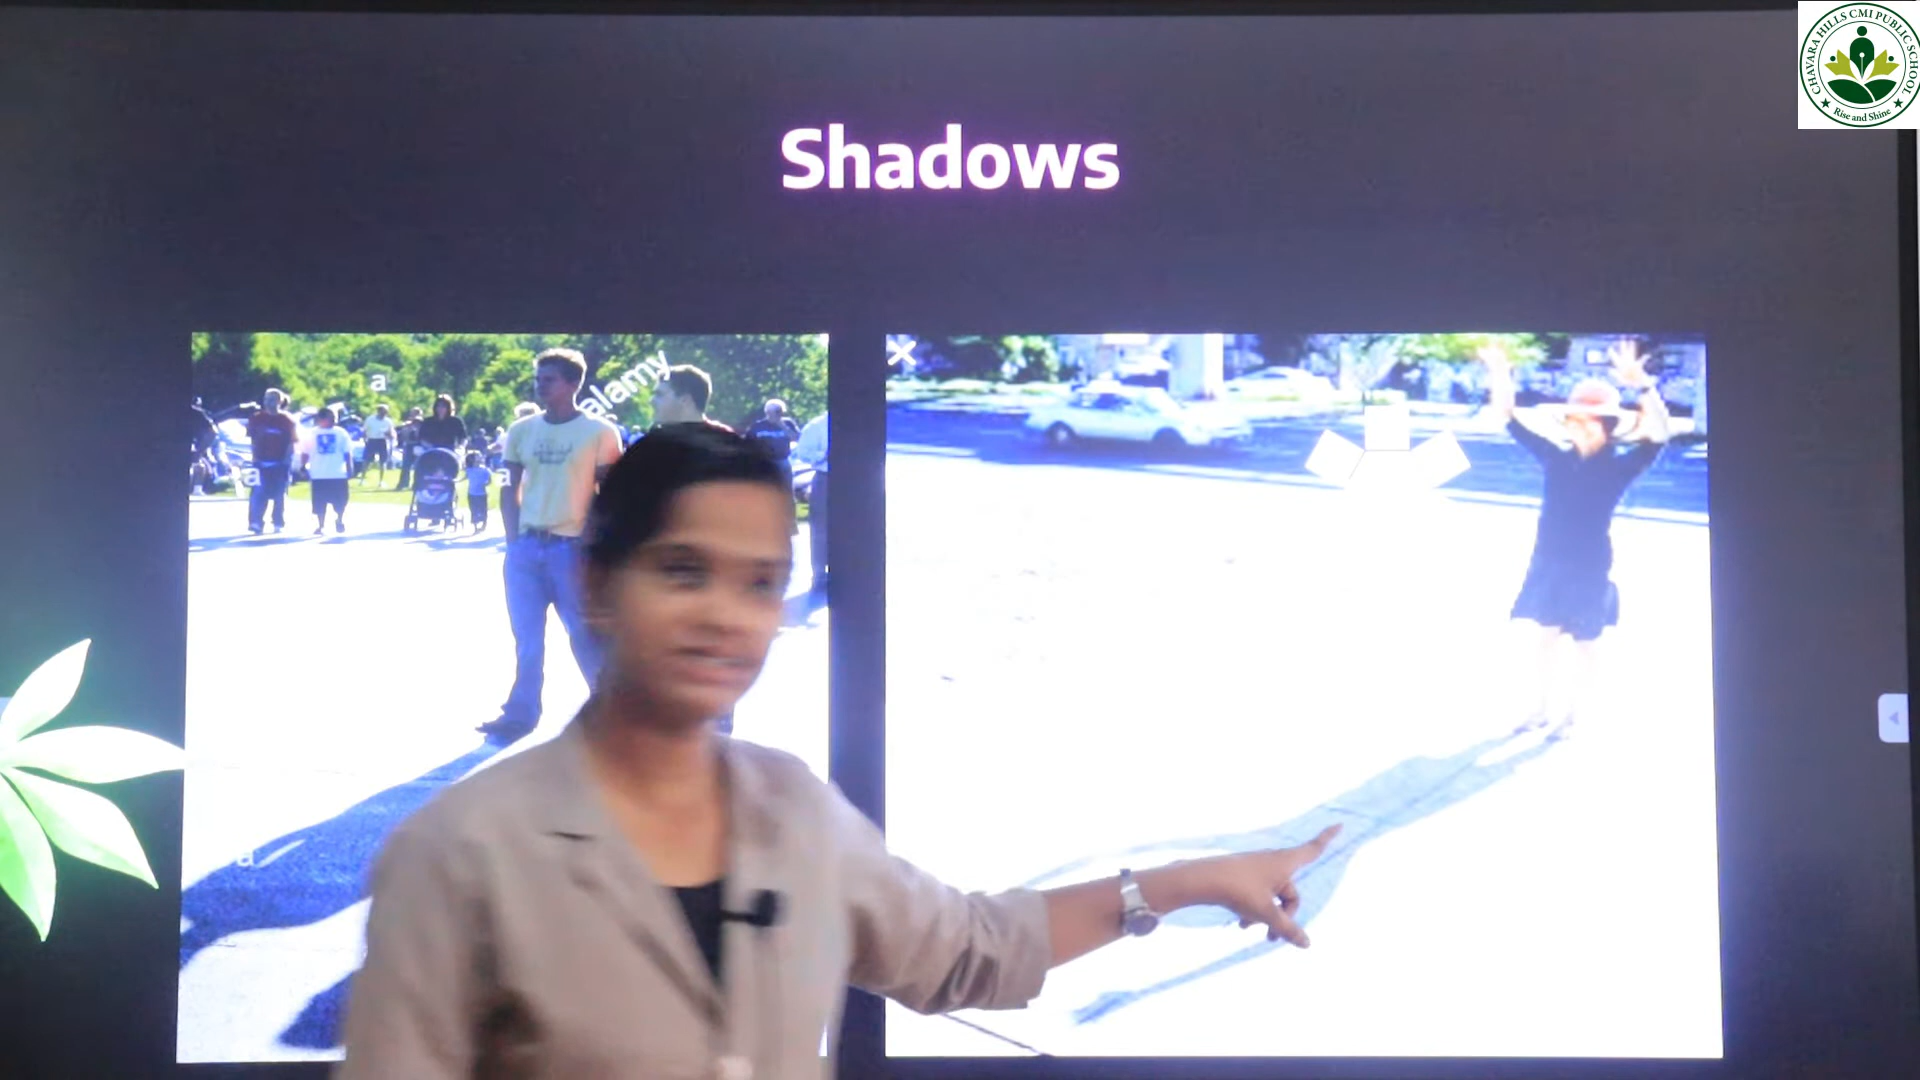 CHAVARA HILLS CMI PUBLIC SCHOOL
Rise and Shine
Shadows
a
alamy
a
a
a